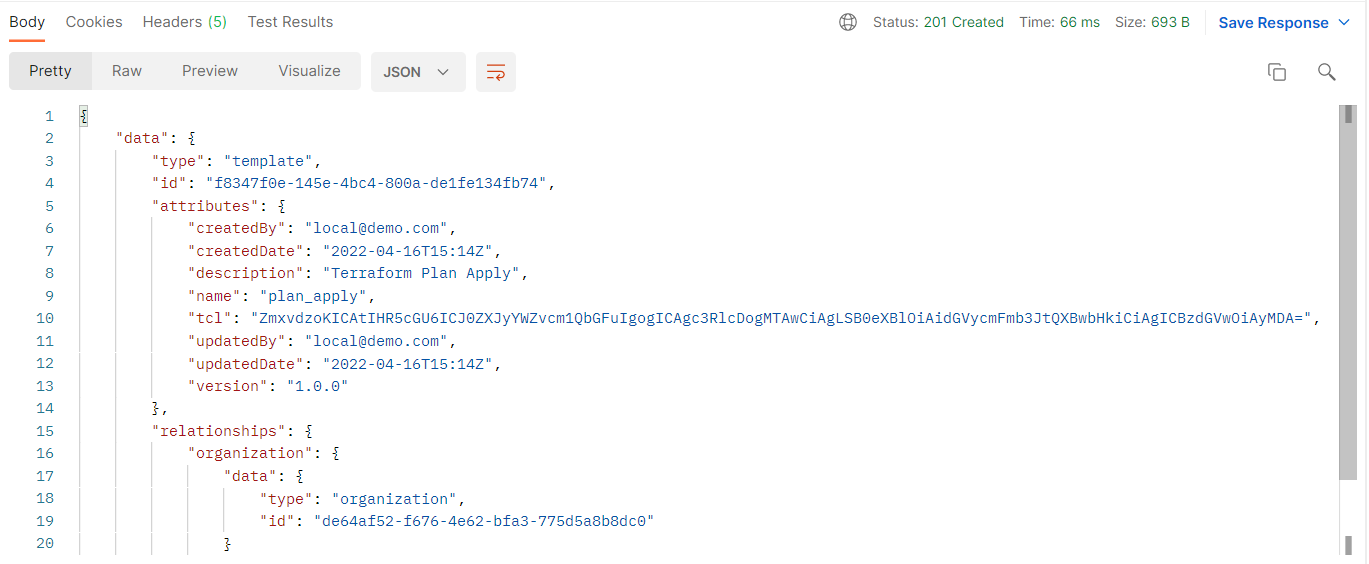 Body Cookies Headers (5) Test Results Status: 201 Created Time: 66 ms Size: 693 B Save Response
Pretty Raw Preview Visualize JSON
1 {
2 "data": {
3 "type": "template",
4 "id": "f8347f0e-145e-4bc4-800a-de1fe134fb74",
5 "attributes": {
6 "createdBy": "local@demo.com",
7 "createdDate": "2022-04-16T15:14Z",
8 "description": "Terraform Plan Apply",
9 "name": "plan_apply",
10 "tcl": "ZmxvdzoKICAtIHR5cGU6ICJ0ZXJyYWZvcm1QbGFuIgogICAgc3RlcDogMTAwCiAgLSB0eXBlOiAidGVycmFmb3JtQXBwbHkiCiAgICBzdGVwOiAyMDA=",
11 "updatedBy": "local@demo.com",
12 "updatedDate": "2022-04-16T15:14Z",
13 "version": "1.0.0"
14 },
15 "relationships": {
16 "organization": {
17 "data": {
18 "type": "organization",
19 "id": "de64af52-f676-4e62-bfa3-775d5a8b8dc0"
20 }